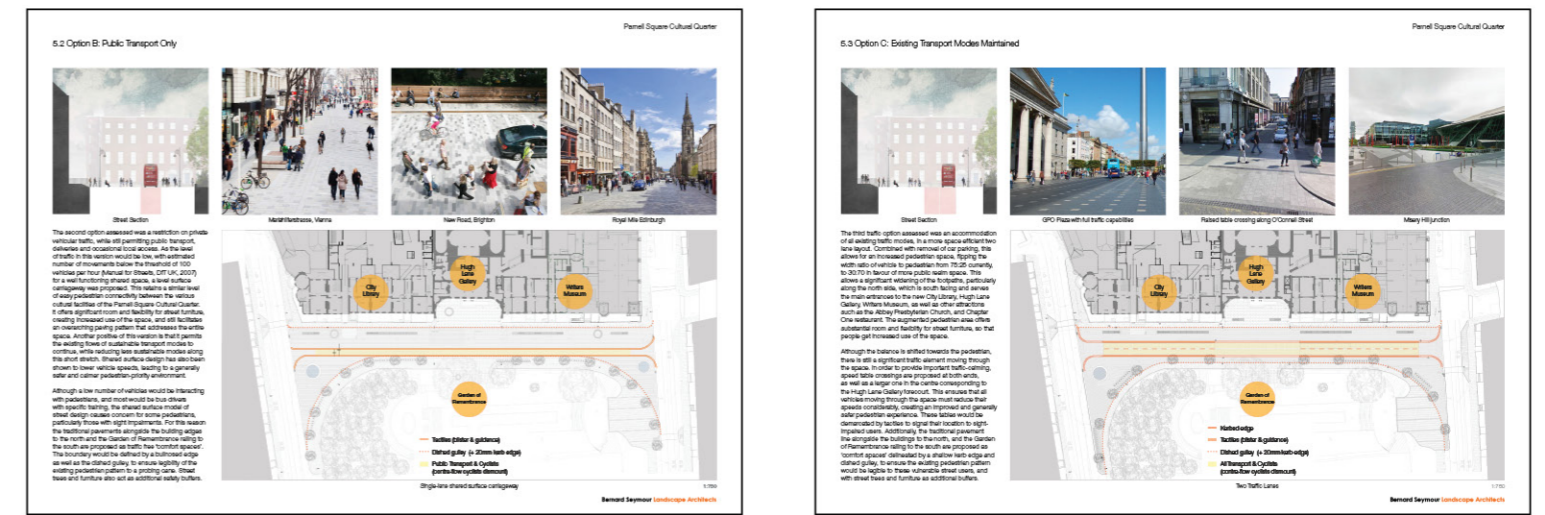 Parnell Square Cultural Quarter
5.2 Option B: Public Transport Only
Street Section
Mariahilferstrasse, Vienna
New Road, Brighton
Royal Mile Edinburgh
The second option assessed was a restriction on private
vehicular traffic, while still permitting public transport,
deliveries and occasional local access. As the level
of traffic in this version would be low, with estimated
number of movements below the threshold of 100
vehicles per hour (Manual for Streets, DfT UK, 2007)
for a well functioning shared space, a level surface
carriageway was proposed. This retains a similar level
of easy pedestrian connectivity between the various
cultural facilities of the Parnell Square Cultural Quarter.
It offers significant room and flexibility for street furniture,
creating increased use of the space, and still facilitates
an overarching paving pattern that addresses the entire
space. Another positive of this version is that it permits
the existing flows of sustainable transport modes to
continue, while reducing less sustainable modes along
this short stretch. Shared surface design has also been
shown to lower vehicle speeds, leading to a generally
safer and calmer pedestrian-priority environment.
Although a low number of vehicles would be interacting
with pedestrians, and most would be bus drivers
with specific training, the shared surface model of
street design causes concern for some pedestrians,
particularly those with sight impairments. For this reason
the traditional pavements alongside the building edges
to the north and the Garden of Remembrance railing to
the south are proposed as traffic free 'comfort spaces'.
The boundary would be defined by a bullnosed edge
as well as the dished gulley, to ensure legibility of the
existing pedestrian pattern to a probing cane. Street
trees and furniture also act as additional safety buffers.
City
Library
Hugh
Lane
Gallery
Writers
Museum
Garden of
Remembrance
Tactiles (blister & guidance)
Dished gulley (+ 20mm kerb edge)
Public Transport & Cyclists
(contra-flow cyclists dismount)
Single-lane shared surface carriageway
Bernard Seymour Landscape Architects
Parnell Square Cultural Quarter
5.3 Option C: Existing Transport Modes Maintained
Street Section
GPO Plaza with full traffic capabilities
Raised table crossing along O'Connell Street
Misery Hill junction
The third traffic option assessed was an accommodation
of all existing traffic modes, in a more space efficient two
lane layout. Combined with removal of car parking, this
allows for an increased pedestrian space, flipping the
width ratio of vehicle to pedestrian from 75:25 currently,
to 30:70 in favour of more public realm space. This
allows a significant widening of the footpaths, particularly
along the north side, which is south facing and serves
the main entrances to the new City Library, Hugh Lane
Gallery, Writers Museum, as well as other attractions
such as the Abbey Presbyterian Church, and Chapter
One restaurant. The augmented pedestrian area offers
substantial room and flexibility for street furniture, so that
people get increased use of the space.
Although the balance is shifted towards the pedestrian,
there is still a significant traffic element moving through
the space. In order to provide important traffic-calming,
speed table crossings are proposed at both ends,
as well as a larger one in the centre corresponding to
the Hugh Lane Gallery forecourt. This ensures that all
vehicles moving through the space must reduce their
speeds considerably, creating an improved and generally
safer pedestrian experience. These tables would be
demarcated by tactiles to signal their location to sight-
impaired users. Additionally, the traditional pavement
line alongside the buildings to the north, and the Garden
of Remembrance railing to the south are proposed as
'comfort spaces' delineated by a shallow kerb edge and
dished gulley, to ensure the existing pedestrian pattern
would be legible to these vulnerable street users, and
with street trees and furniture as additional buffers.
City
Library
Hugh
Lane
Gallery
Writers
Museum
Garden of
Remembrance
Kerbed edge
Tactiles (blister & guidance)
Dished gulley (+ 20mm kerb edge)
All Transport & Cyclists
(contra-flow cyclists dismount)
Two Traffic Lanes
Bernard Seymour Landscape Architects